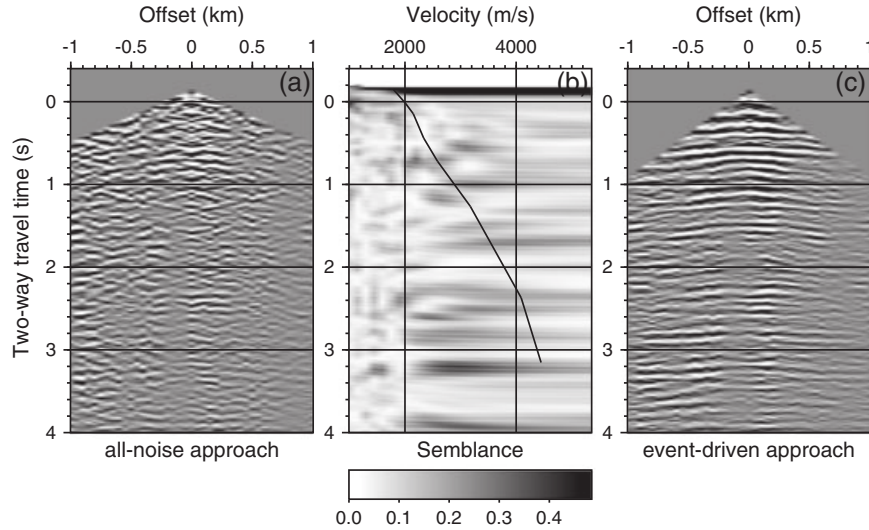 Offset (km)
Velocity (m/s)
Offset (km)
-1 -0.5 0 0.5 1
2000 4000
-1 -0.5 0 0.5 1
(a)
(b)
(c)
Two-way travel time (s)
0 1 2 3 4
0 1 2 3 4
0 1 2 3 4
all-noise approach
Semblance
event-driven approach
0.0 0.1 0.2 0.3 0.4